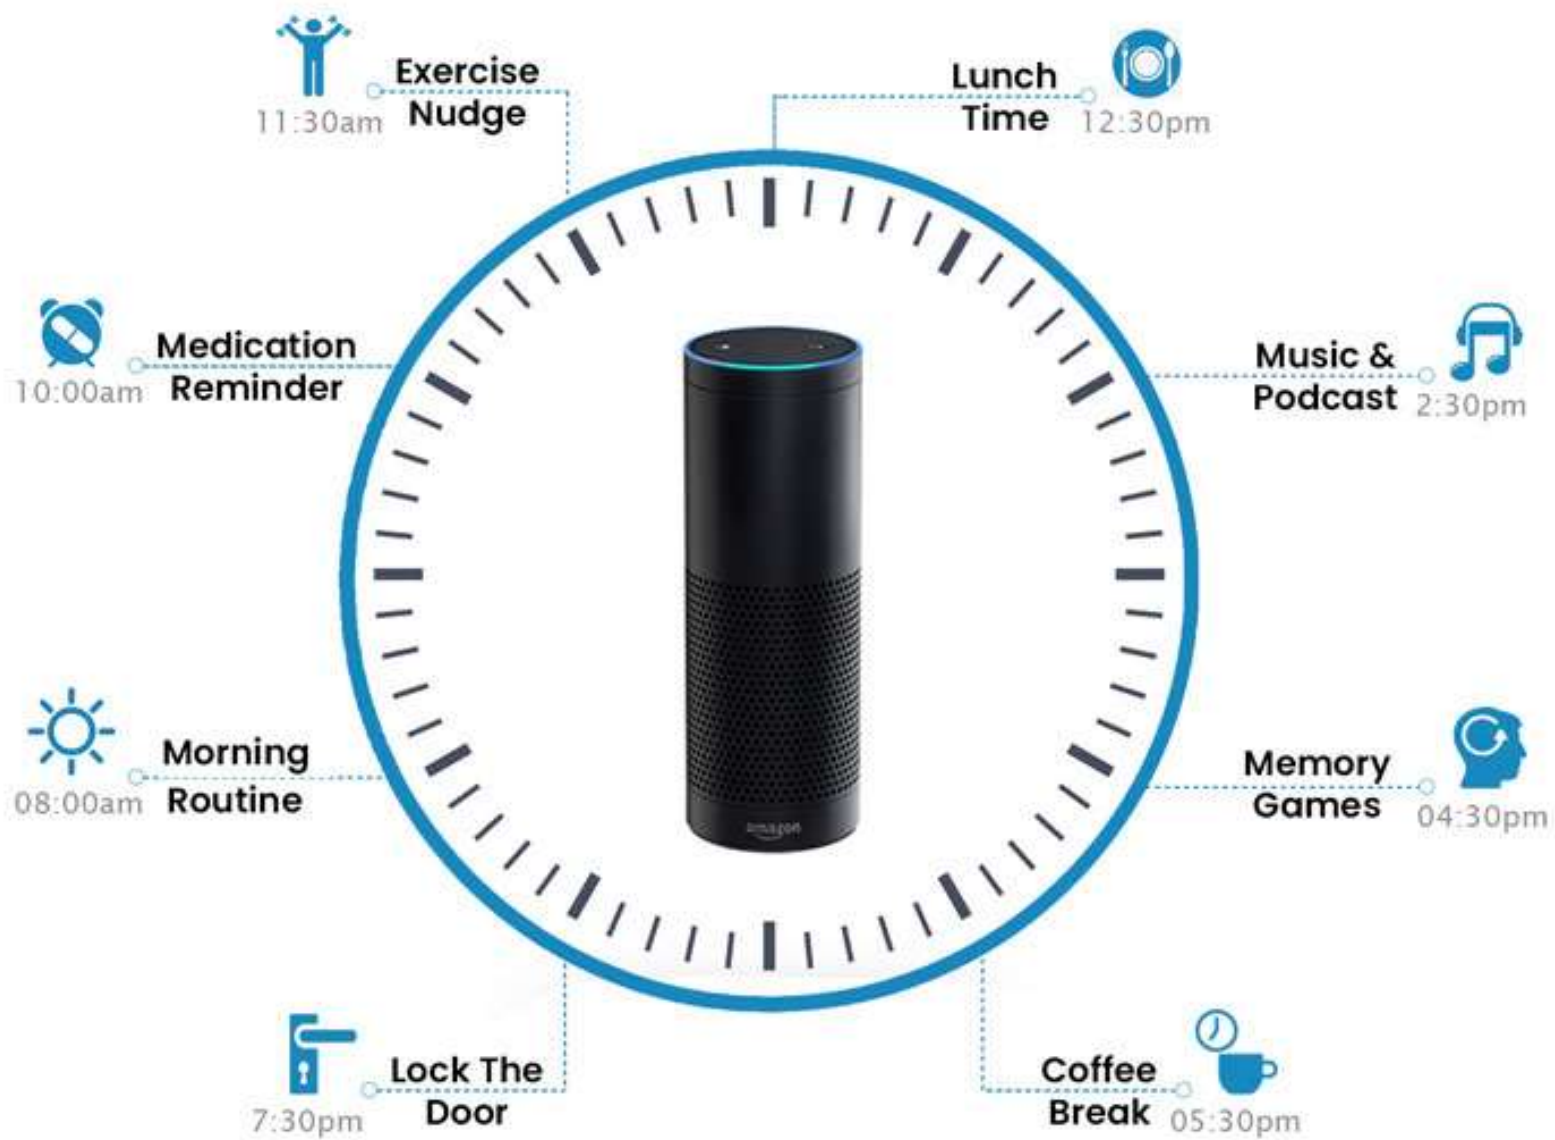 Exercise
Nudge
11:30am
Lunch
Time
12:30pm
Medication
Reminder
10:00am
Music &
Podcast
2:30pm
Morning
Routine
08:00am
Memory
Games
04:30pm
amazon
Lock The
Door
7:30pm
Coffee
Break
05:30pm